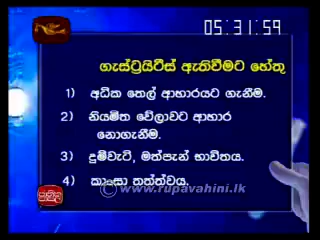 05:31:59
ගැස්ට්‍රයිටීස් ඇතිවීමට හේතු
1) අධික තෙල් ආහාරයට ගැනීම.
2) නියමිත වේලාවට ආහාර
නොගැනීම.
3) දුම්වැටි, මත්පැන් භාවිතය.
4) කාංසා තත්ත්වය.
© www.rupavahini.lk